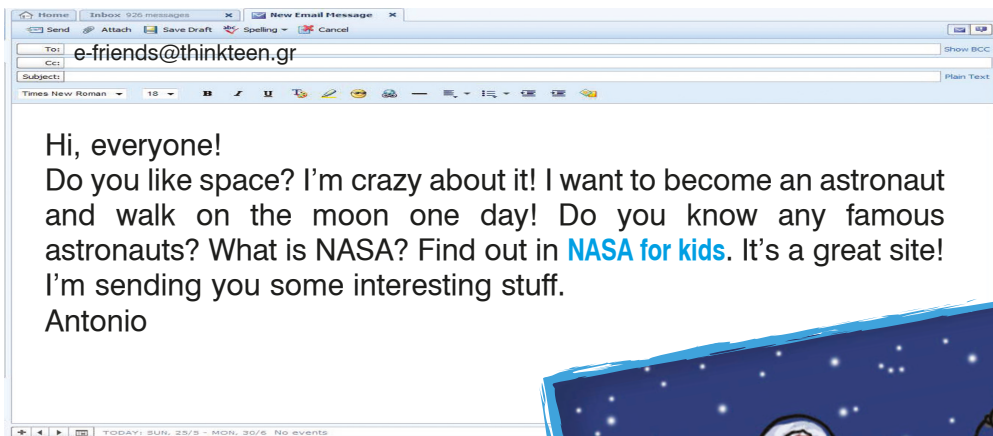 Home Inbox 926 messages x New Email Message x
Send Attach Save Draft Spelling Cancel
To: e-friends@thinkteen.gr Show BCC
Cc:
Subject: Plain Text
Times New Roman 18 B I U
Hi, everyone!
Do you like space? I’m crazy about it! I want to become an astronaut
and walk on the moon one day! Do you know any famous
astronauts? What is NASA? Find out in NASA for kids. It’s a great site!
I’m sending you some interesting stuff.
Antonio
TODAY: SUN, 25/5 - MON, 30/6 No events